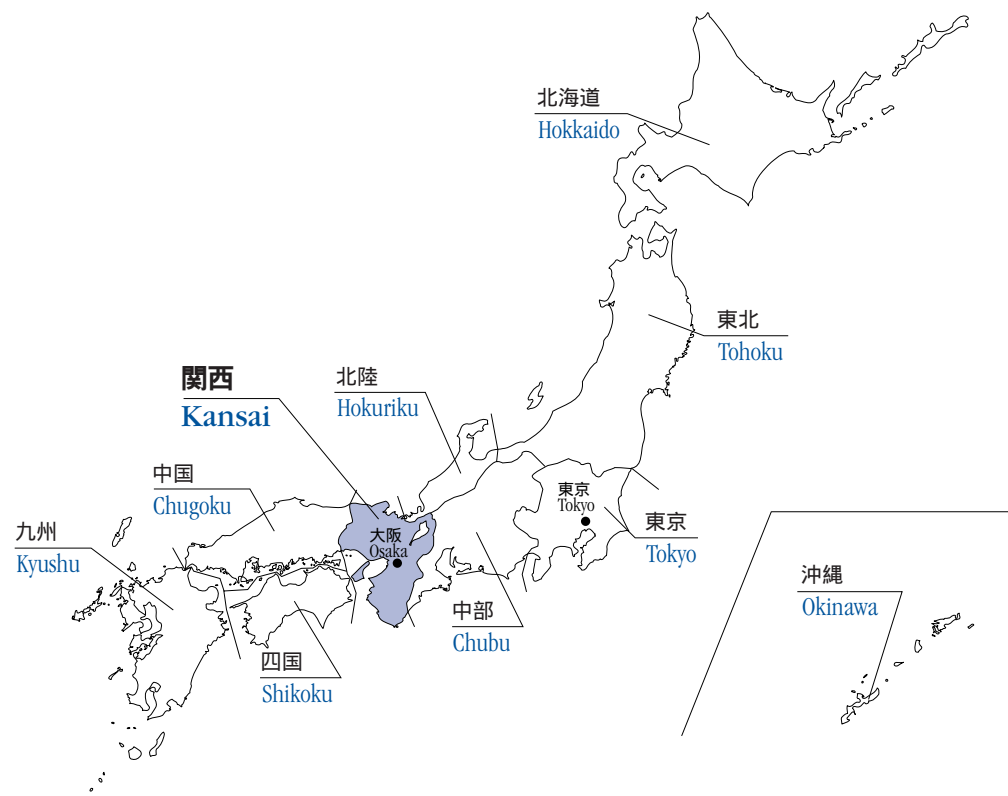 北海道
Hokkaido
東北
Tohoku
関西
Kansai
北陸
Hokuriku
中国
Chugoku
東京
Tokyo
九州
Kyushu
東京
Tokyo
大阪
Osaka
沖縄
Okinawa
中部
Chubu
四国
Shikoku